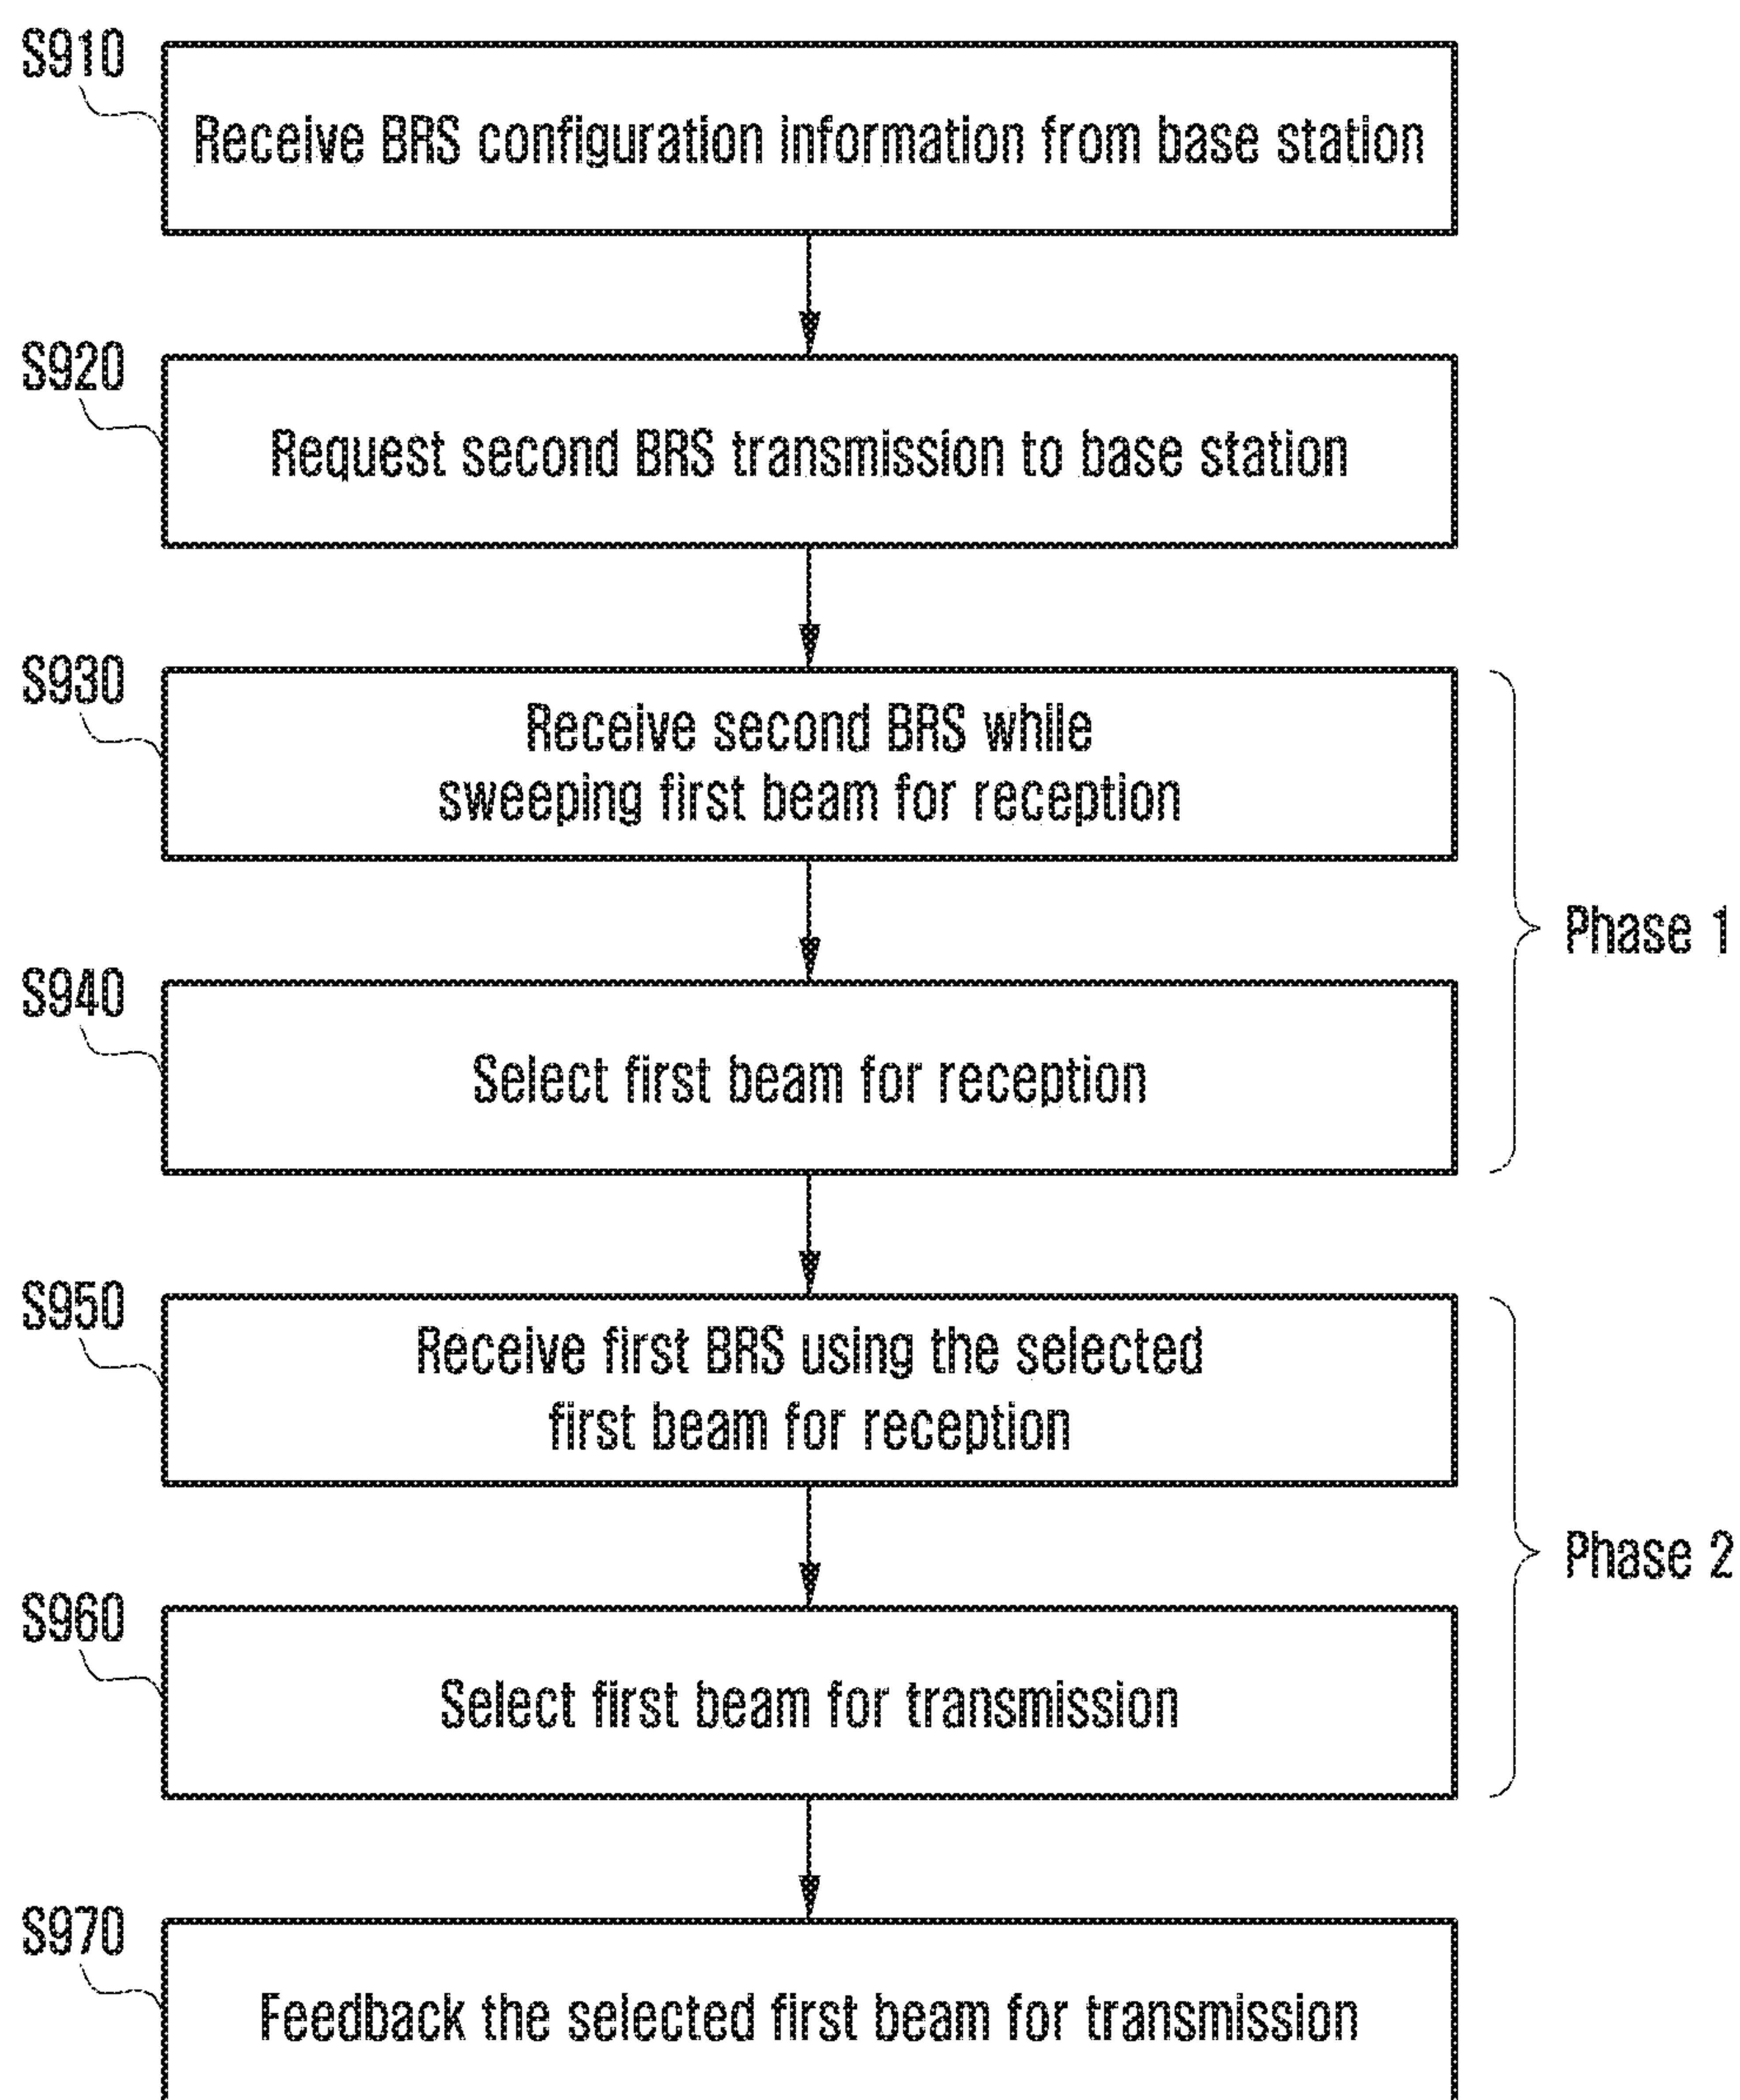 S910
Receive BRS configuration information from base station
S920
Request second BRS transmission to base station
S930
Receive second BRS while
sweeping first beam for reception
Phase 1
S940
Select first beam for reception
S950
Receive first BRS using the selected
first beam for reception
Phase 2
S960
Select first beam for transmission
S970
Feedback the selected first beam for transmission